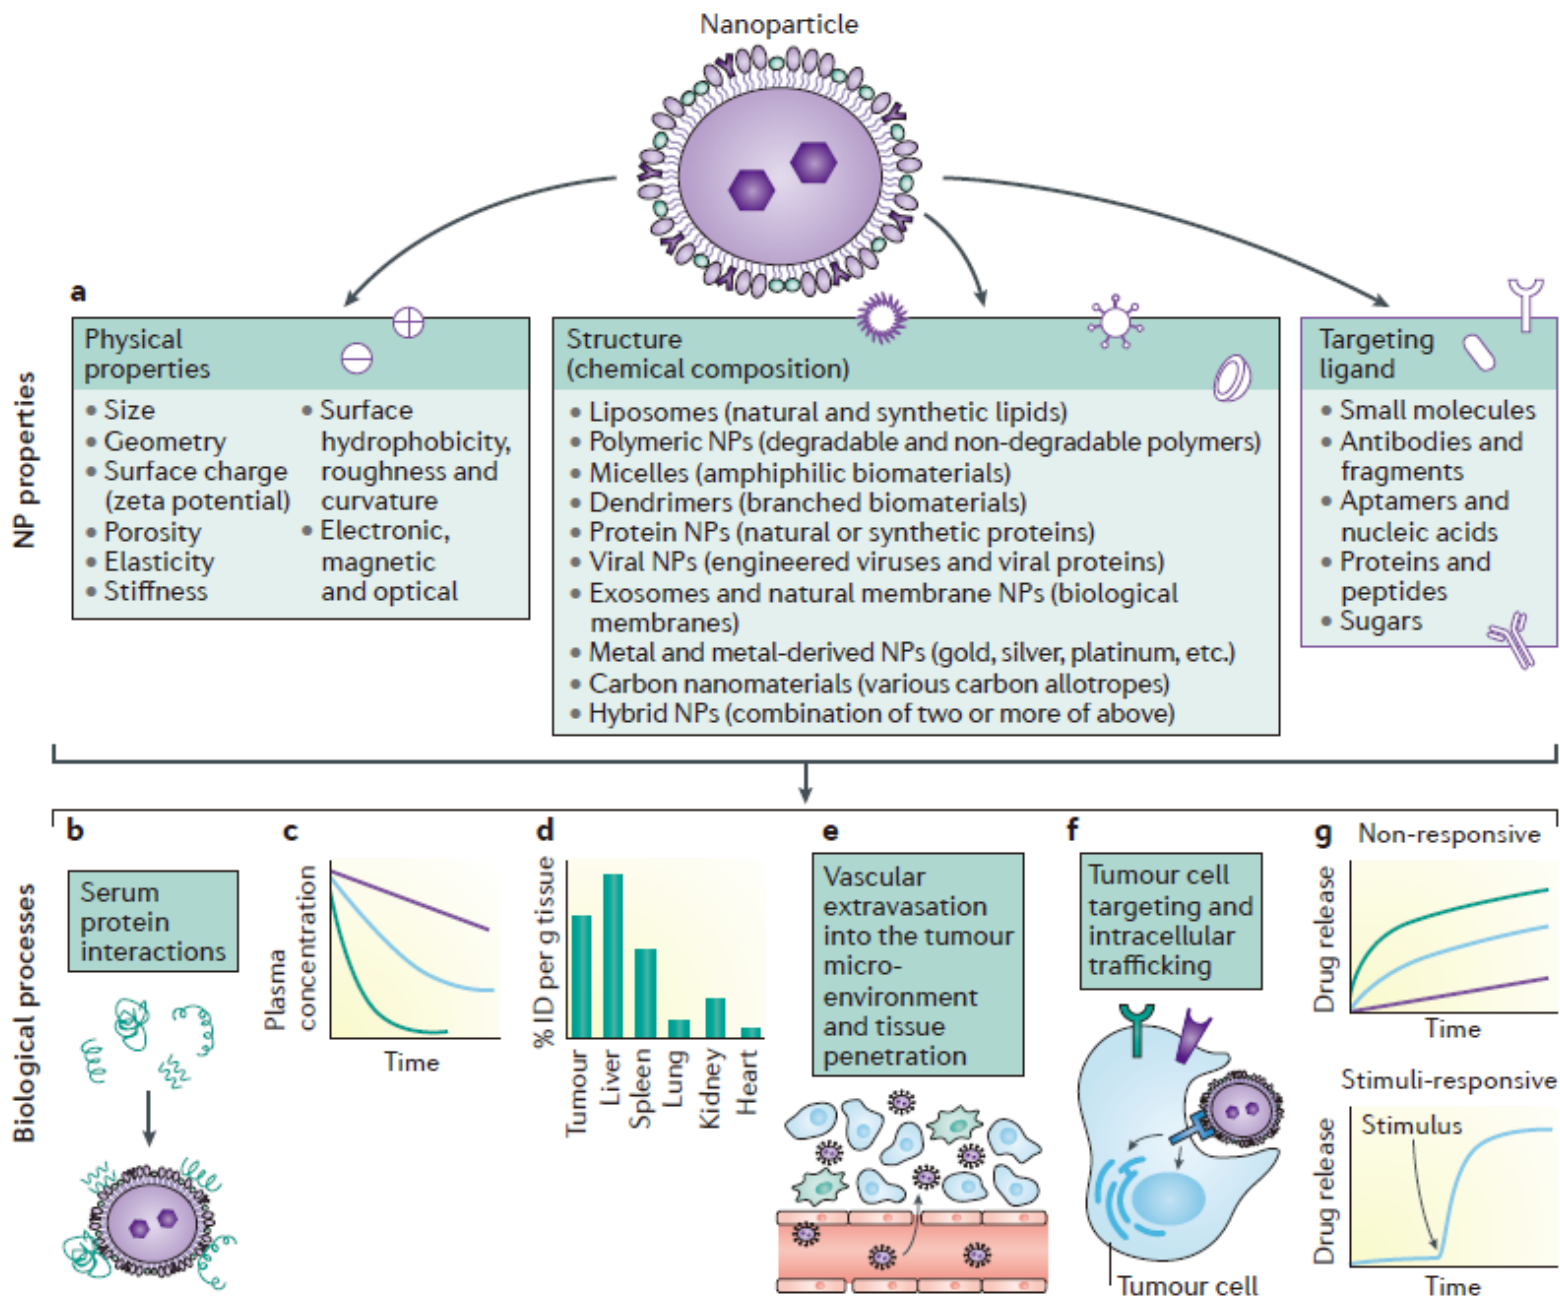 Nanoparticle
a
NP properties
Physical
properties
• Size
• Geometry
• Surface charge
(zeta potential)
• Porosity
• Elasticity
• Stiffness
• Surface
hydrophobicity,
roughness and
curvature
• Electronic,
magnetic
and optical
Structure
(chemical composition)
• Liposomes (natural and synthetic lipids)
• Polymeric NPs (degradable and non-degradable polymers)
• Micelles (amphiphilic biomaterials)
• Dendrimers (branched biomaterials)
• Protein NPs (natural or synthetic proteins)
• Viral NPs (engineered viruses and viral proteins)
• Exosomes and natural membrane NPs (biological
membranes)
• Metal and metal-derived NPs (gold, silver, platinum, etc.)
• Carbon nanomaterials (various carbon allotropes)
• Hybrid NPs (combination of two or more of above)
Targeting
ligand
• Small molecules
• Antibodies and
fragments
• Aptamers and
nucleic acids
• Proteins and
peptides
• Sugars
Biological processes
b
Serum
protein
interactions
c
Plasma
concentration
Time
d
% ID per g tissue
Tumour
Liver
Spleen
Lung
Kidney
Heart
e
Vascular
extravasation
into the tumour
micro-
environment
and tissue
penetration
f
Tumour cell
targeting and
intracellular
trafficking
Tumour cell
g
Non-responsive
Drug release
Time
Stimuli-responsive
Stimulus
Drug release
Time